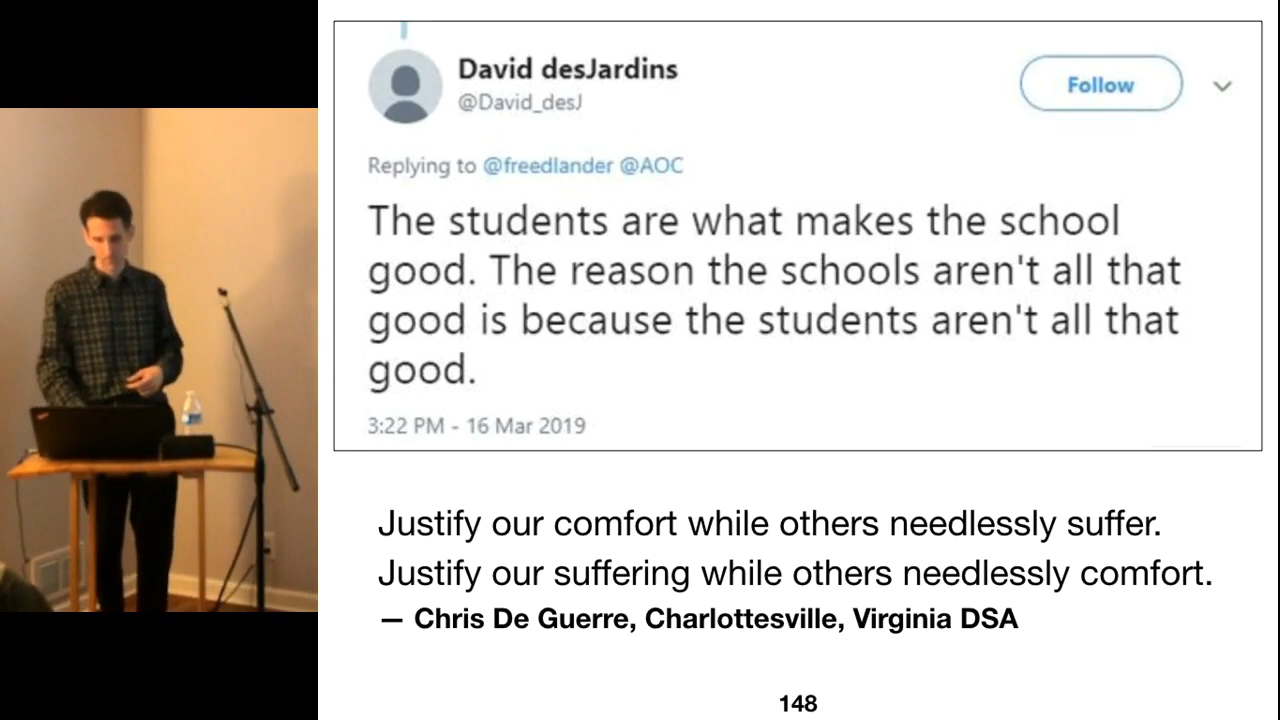 David desJardins
@David_desJ
Follow
Replying to @freedlander @AOC
The students are what makes the school
good. The reason the schools aren't all that
good is because the students aren't all that
good.
3:22 PM - 16 Mar 2019
Justify our comfort while others needlessly suffer.
Justify our suffering while others needlessly comfort.
— Chris De Guerre, Charlottesville, Virginia DSA
148